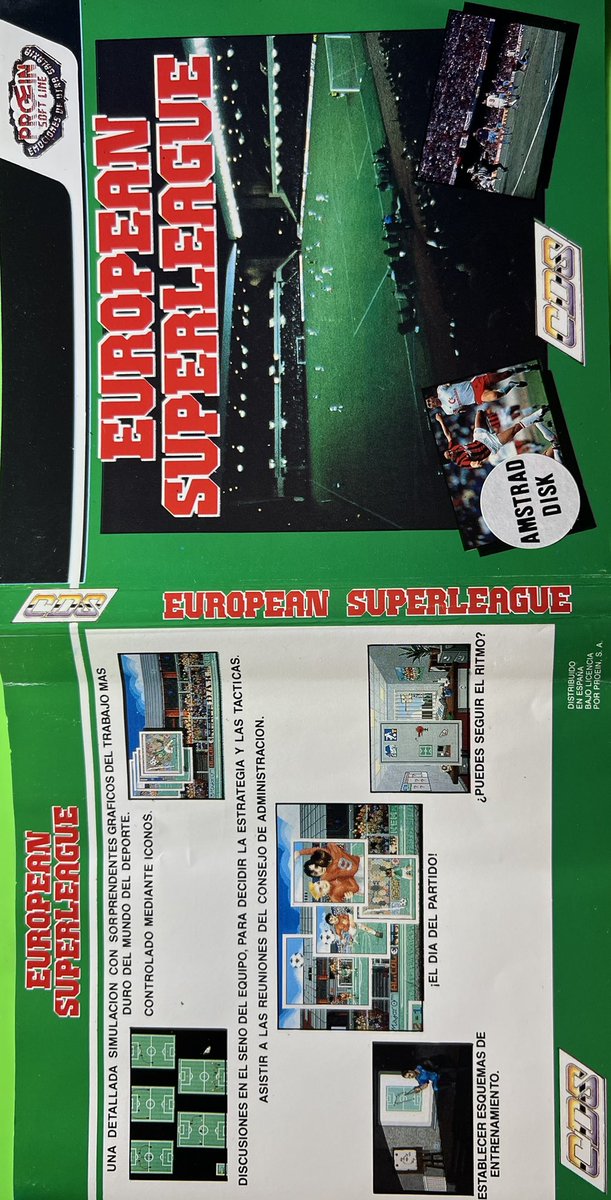 PROEIN
SOFT LINE
EMOCIONES DE OTRA GALAXIA
EUROPEAN
SUPERLEAGUE
CDS
AMSTRAD
DISK
CDS
EUROPEAN SUPERLEAGUE
DISTRIBUIDO
EN ESPAÑA
BAJO LICENCIA
POR PROEIN, S. A
EUROPEAN
SUPERLEAGUE
UNA DETALLADA SIMULACION CON SORPRENDENTES GRAFICOS DEL TRABAJO MAS
DURO DEL MUNDO DEL DEPORTE.
CONTROLADO MEDIANTE ICONOS.
DISCUSIONES EN EL SENO DEL EQUIPO, PARA DECIDIR LA ESTRATEGIA Y LAS TACTICAS.
ASISTIR A LAS REUNIONES DEL CONSEJO DE ADMINISTRACION.
¡EL DIA DEL PARTIDO!
ESTABLECER ESQUEMAS DE
ENTRENAMIENTO.
¿PUEDES SEGUIR EL RITMO?
CDS